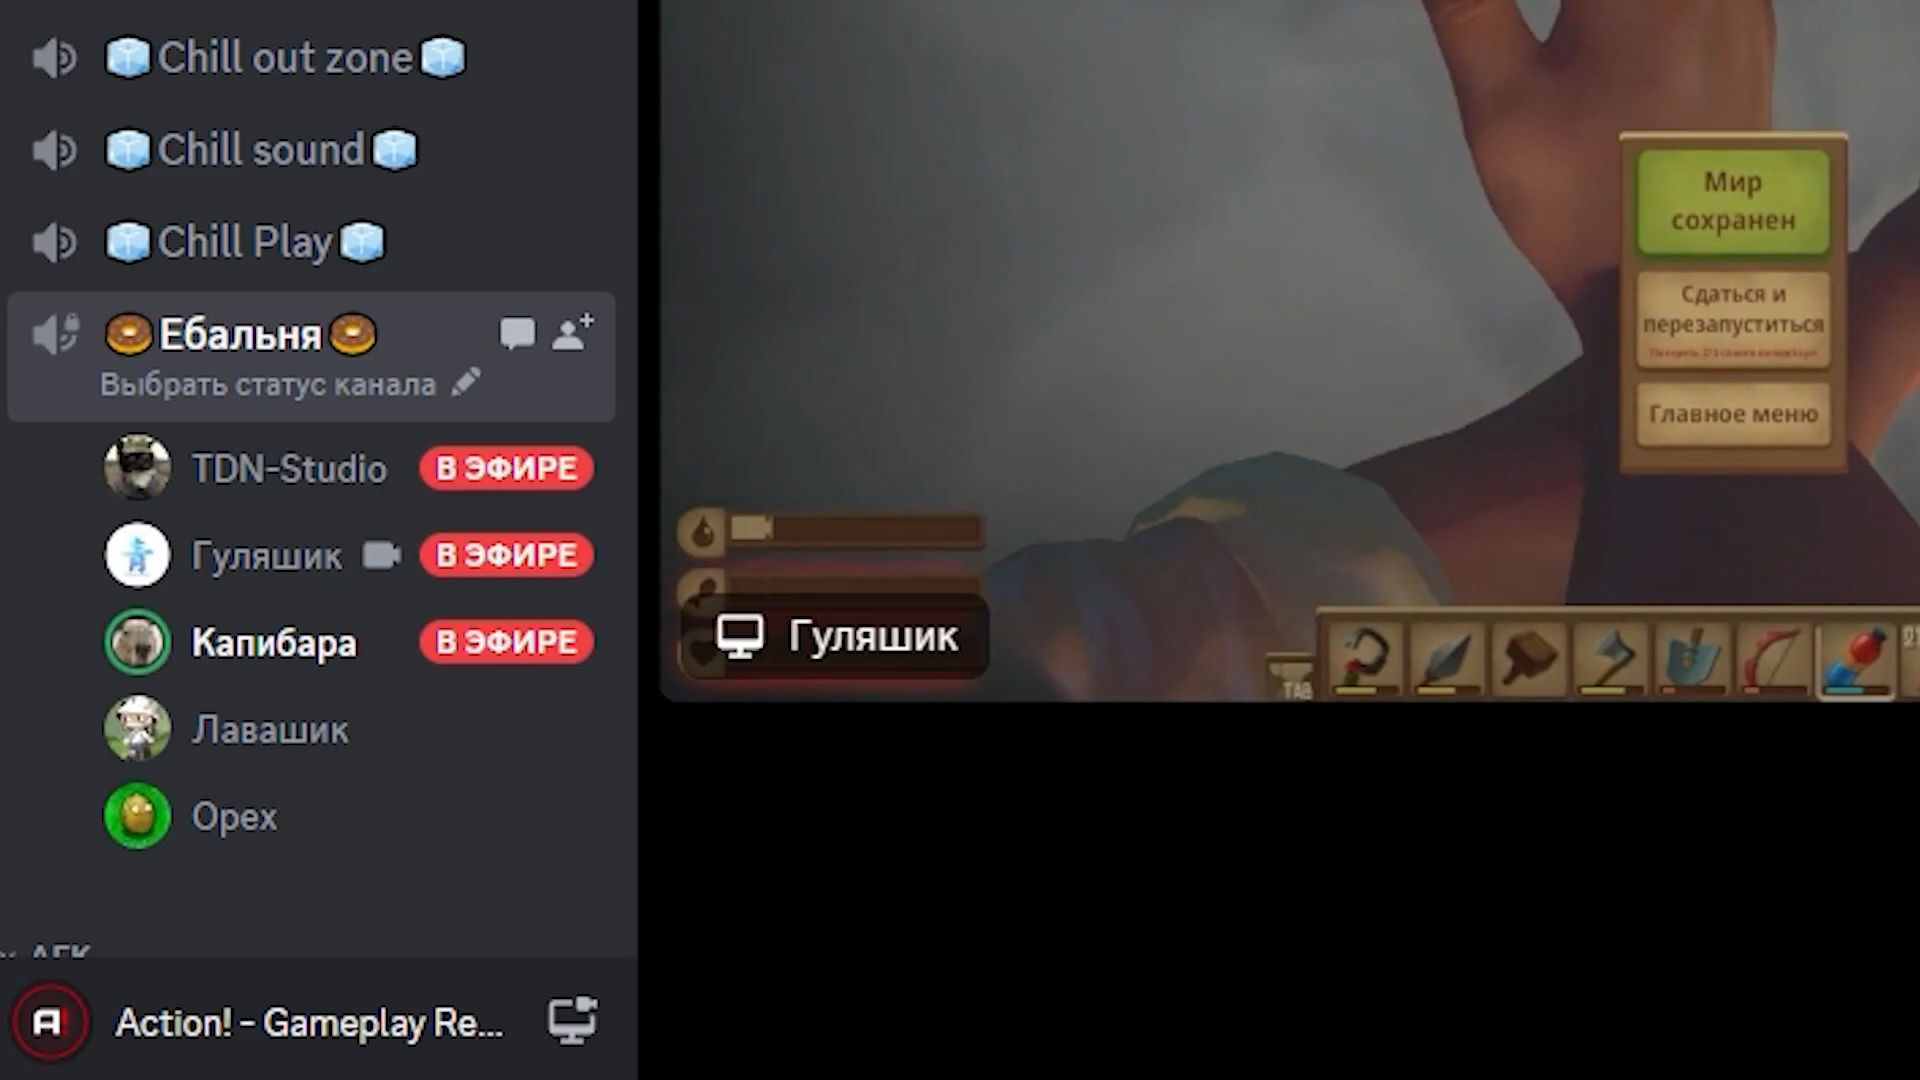 Chill out zone
Chill sound
Chill Play
Ебальня
Выбрать статус канала
TDN-Studio В ЭФИРЕ
Гуляшик В ЭФИРЕ
Капибара В ЭФИРЕ
Лавашик
Орех
Action! - Gameplay Re...
Мир
сохранен
Сдаться и
перезапуститься
Главное меню
Гуляшик
TAB